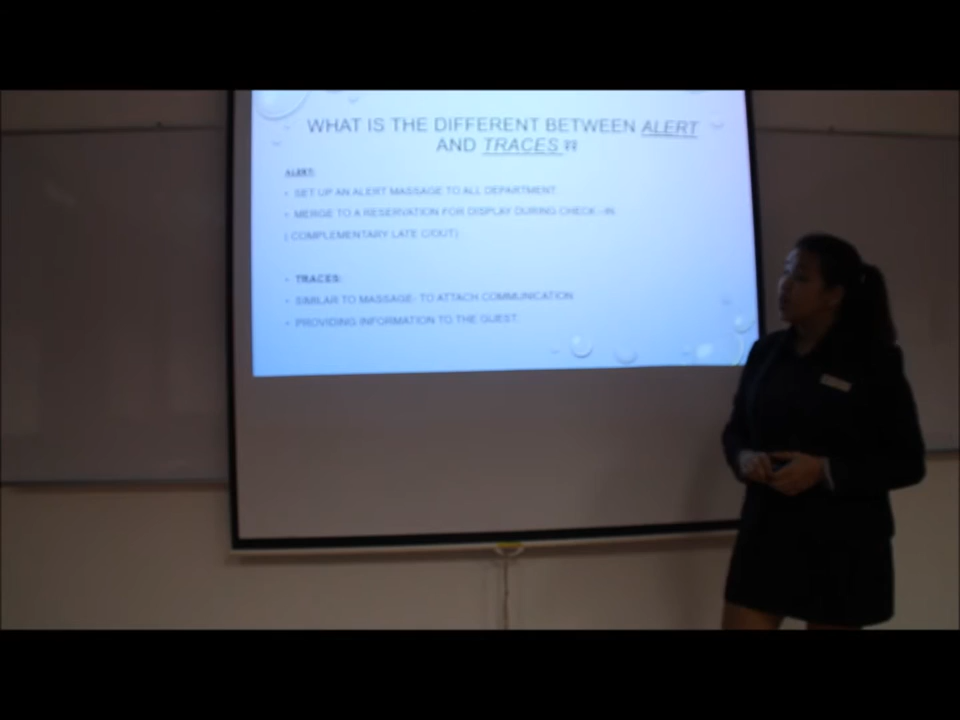 WHAT IS THE DIFFERENT BETWEEN ALERT
AND TRACES ??
ALERT:
• SET UP AN ALERT MASSAGE TO ALL DEPARTMENT.
• MERGE TO A RESERVATION FOR DISPLAY DURING CHECK –IN.
( COMPLEMENTARY LATE C/OUT)
• TRACES:
• SIMILAR TO MASSAGE- TO ATTACH COMMUNICATION
• PROVIDING INFORMATION TO THE GUEST.